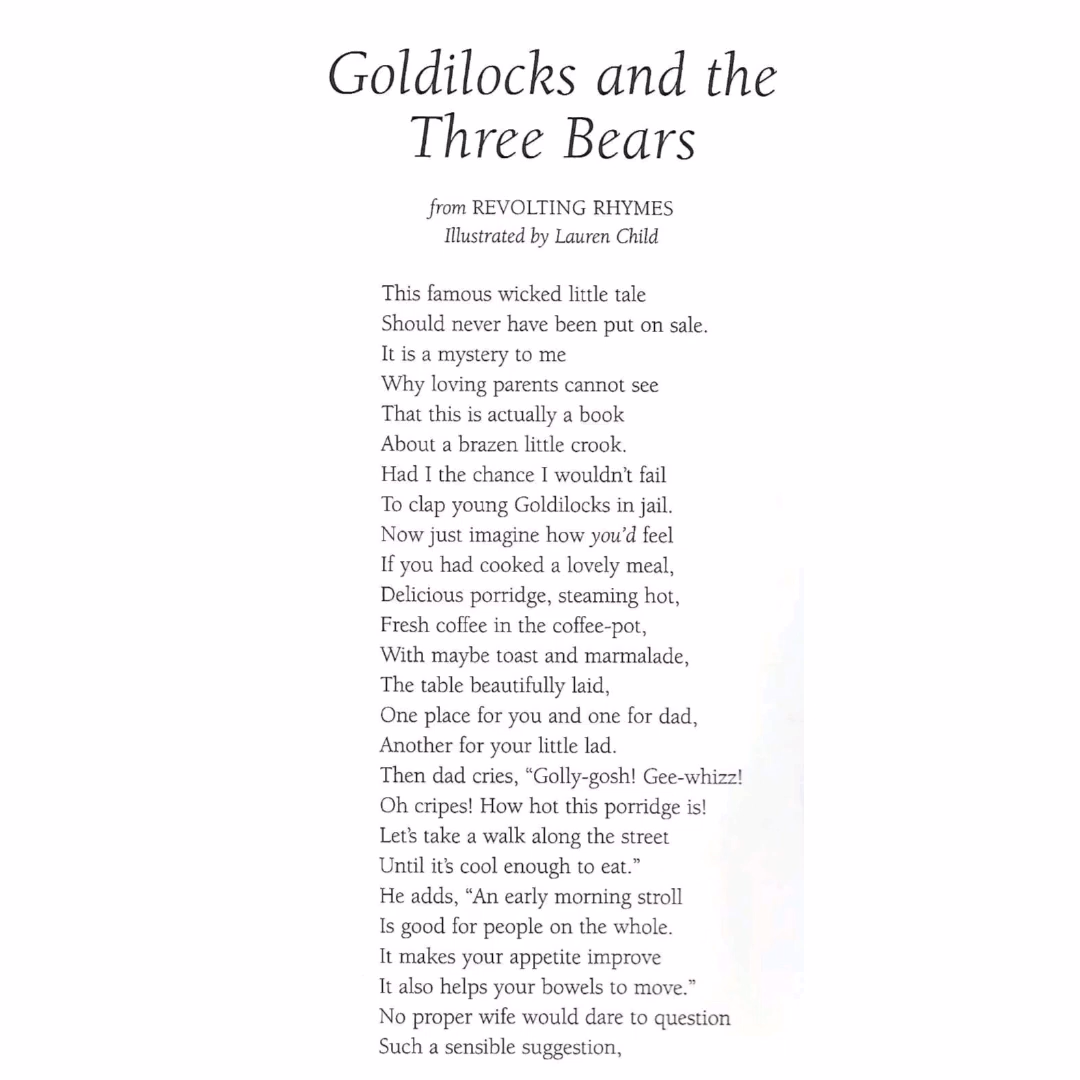 Goldilocks and the
Three Bears
from REVOLTING RHYMES
Illustrated by Lauren Child
This famous wicked little tale
Should never have been put on sale.
It is a mystery to me
Why loving parents cannot see
That this is actually a book
About a brazen little crook.
Had I the chance I wouldn't fail
To clap young Goldilocks in jail.
Now just imagine how you'd feel
If you had cooked a lovely meal,
Delicious porridge, steaming hot,
Fresh coffee in the coffee-pot,
With maybe toast and marmalade,
The table beautifully laid,
One place for you and one for dad,
Another for your little lad.
Then dad cries, “Golly-gosh! Gee-whizz!
Oh cripes! How hot this porridge is!
Let's take a walk along the street
Until it's cool enough to eat.”
He adds, “An early morning stroll
Is good for people on the whole.
It makes your appetite improve
It also helps your bowels to move.”
No proper wife would dare to question
Such a sensible suggestion,